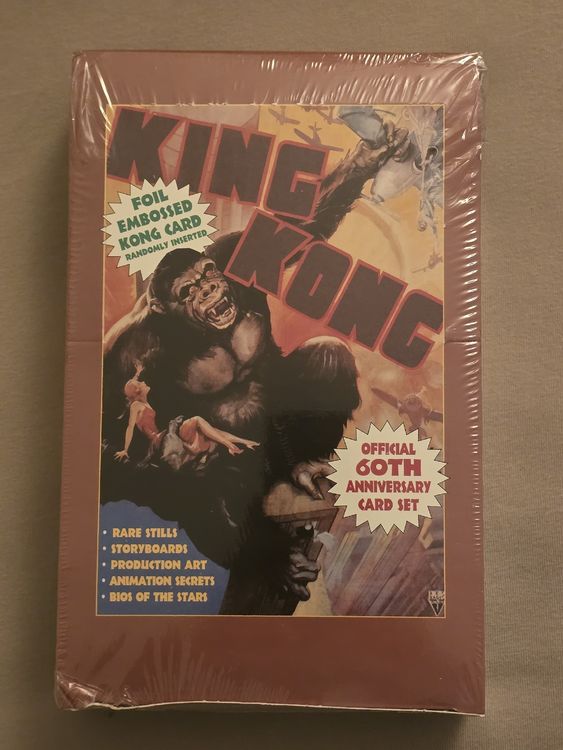 KING
KONG
FOIL
EMBOSSED
KONG CARD
RANDOMLY INSERTED
OFFICIAL
60TH
ANNIVERSARY
CARD SET
• RARE STILLS
• STORYBOARDS
• PRODUCTION ART
• ANIMATION SECRETS
• BIOS OF THE STARS